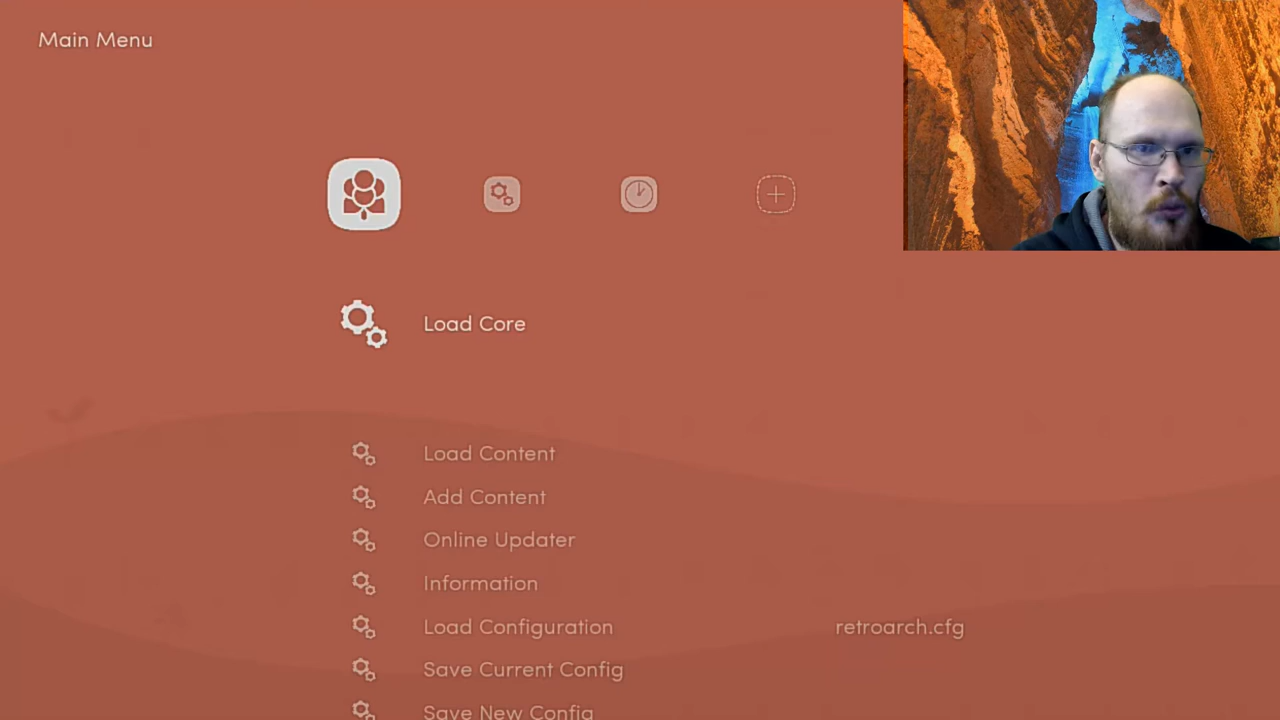 Main Menu
Load Core
Load Content
Add Content
Online Updater
Information
Load Configuration retroarch.cfg
Save Current Config
Save New Config